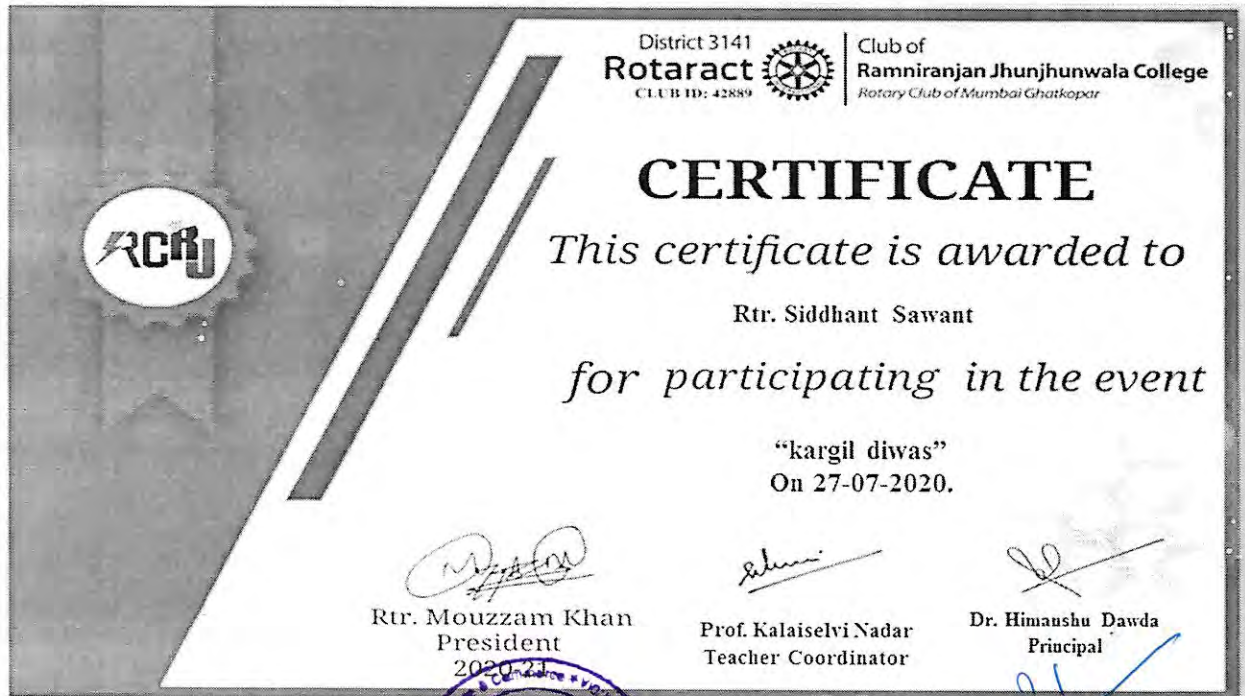 District 3141
Rotaract
CLUB ID: 42889
Club of
Ramniranjan Jhunjhunwala College
Rotary Club of Mumbai Ghatkopar
RCRJ
CERTIFICATE
This certificate is awarded to
Rtr. Siddhant Sawant
for participating in the event
“kargil diwas”
On 27-07-2020.
Rtr. Mouzzam Khan
President
2020-21
Prof. Kalaiselvi Nadar
Teacher Coordinator
Dr. Himanshu Dawda
Principal
& Commerce *